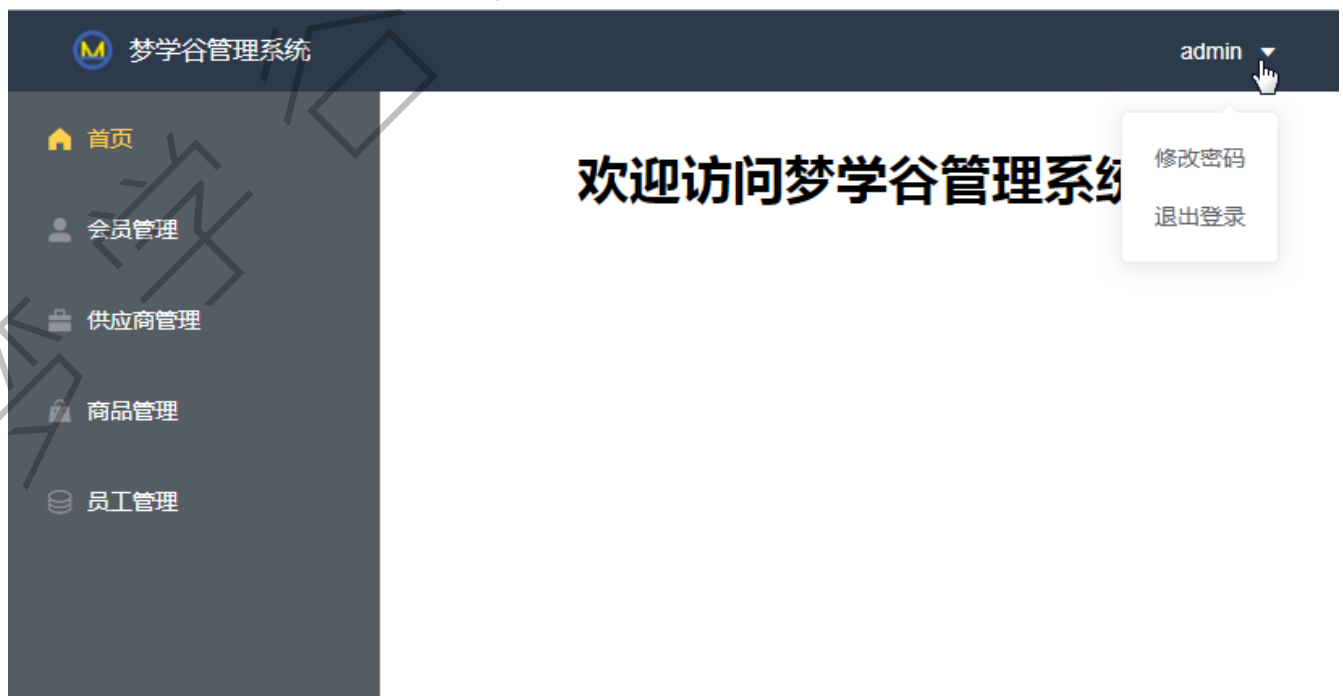 M 梦学谷管理系统
admin
首页
欢迎访问梦学谷管理系统
修改密码
退出登录
会员管理
供应商管理
商品管理
员工管理